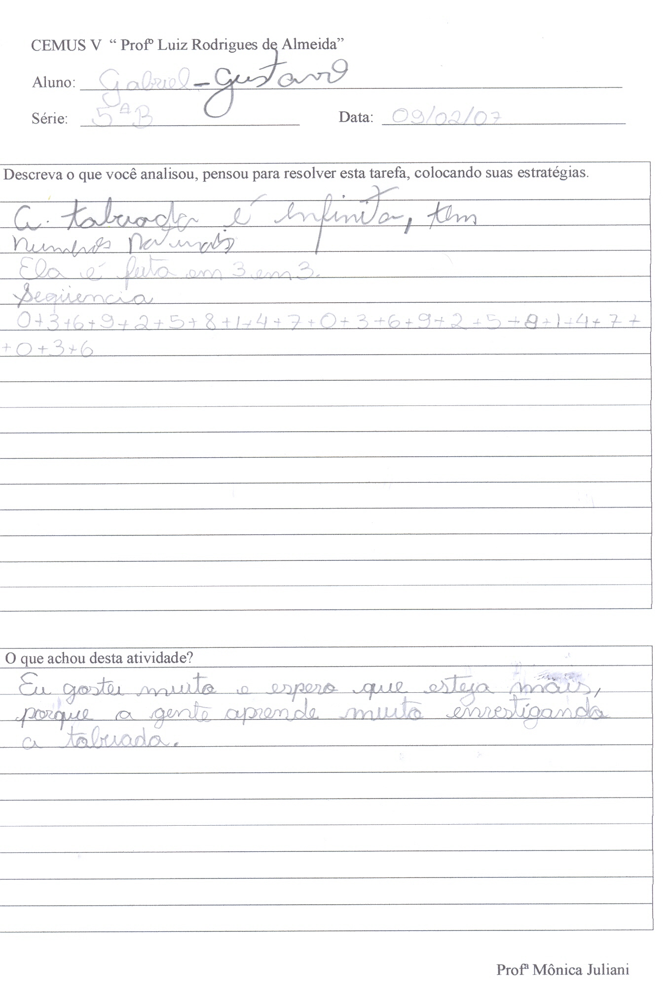 CEMUS V “ Profº Luiz Rodrigues de Almeida”
Aluno: Gabriel - Gustavo
Série: 5ªB Data: 09/02/07
Descreva o que você analisou, pensou para resolver esta tarefa, colocando suas estratégias.
A tabuada é enfinita, tem
numeros naturais
Ela é feita em 3 em 3.
Seqüencia
0+3+6+9+2+5+8+1+4+7+0+3+6+9+2+5+8+1+4+7+
+0+3+6
O que achou desta atividade?
Eu gostei muito e espero que esteja mais,
porque a gente aprende muito envestiganda
a tabuada.
Profª Mônica Juliani